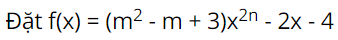 Đặt f(x) = (m² - m + 3)x²ⁿ - 2x - 4